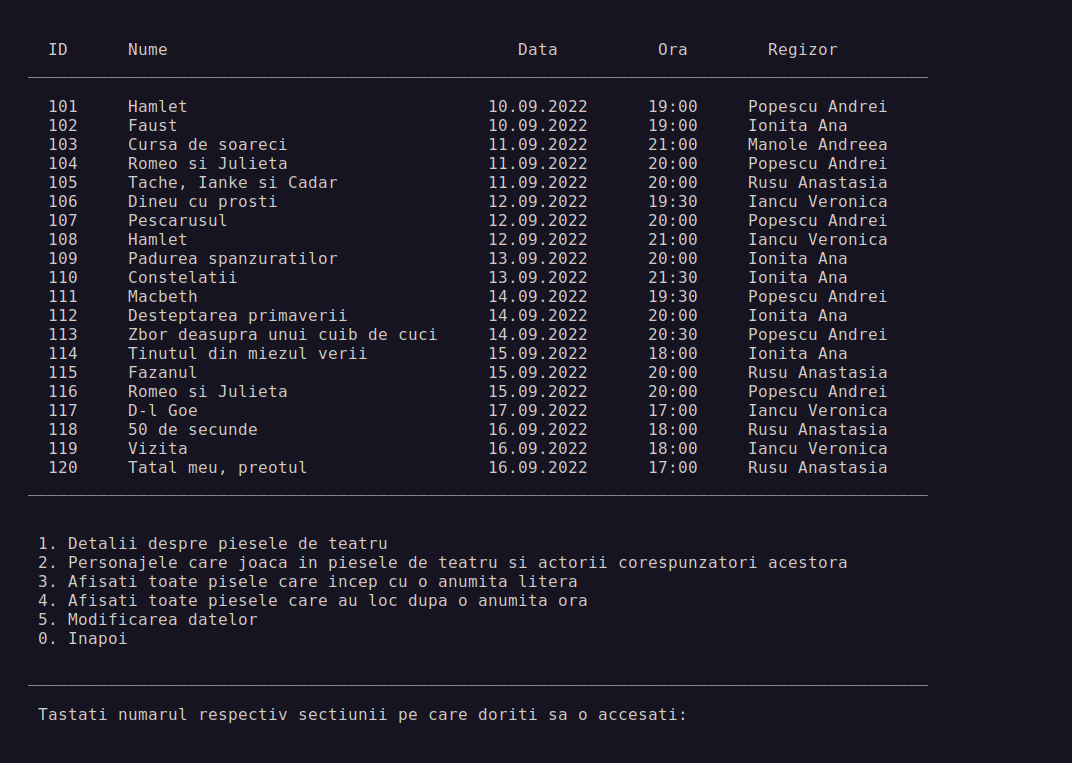 ID Nume Data Ora Regizor
101 Hamlet 10.09.2022 19:00 Popescu Andrei
102 Faust 10.09.2022 19:00 Ionita Ana
103 Cursa de soareci 11.09.2022 21:00 Manole Andreea
104 Romeo si Julieta 11.09.2022 20:00 Popescu Andrei
105 Tache, Ianke si Cadar 11.09.2022 20:00 Rusu Anastasia
106 Dineu cu prosti 12.09.2022 19:30 Iancu Veronica
107 Pescarusul 12.09.2022 20:00 Popescu Andrei
108 Hamlet 12.09.2022 21:00 Iancu Veronica
109 Padurea spanzuratilor 13.09.2022 20:00 Ionita Ana
110 Constelatii 13.09.2022 21:30 Ionita Ana
111 Macbeth 14.09.2022 19:30 Popescu Andrei
112 Desteptarea primaverii 14.09.2022 20:00 Ionita Ana
113 Zbor deasupra unui cuib de cuci 14.09.2022 20:30 Popescu Andrei
114 Tinutul din miezul verii 15.09.2022 18:00 Ionita Ana
115 Fazanul 15.09.2022 20:00 Rusu Anastasia
116 Romeo si Julieta 15.09.2022 20:00 Popescu Andrei
117 D-l Goe 17.09.2022 17:00 Iancu Veronica
118 50 de secunde 16.09.2022 18:00 Rusu Anastasia
119 Vizita 16.09.2022 18:00 Iancu Veronica
120 Tatal meu, preotul 16.09.2022 17:00 Rusu Anastasia
1. Detalii despre piesele de teatru
2. Personajele care joaca in piesele de teatru si actorii corespunzatori acestora
3. Afisati toate pisele care incep cu o anumita litera
4. Afisati toate piesele care au loc dupa o anumita ora
5. Modificarea datelor
0. Inapoi
Tastati numarul respectiv sectiunii pe care doriti sa o accesati: